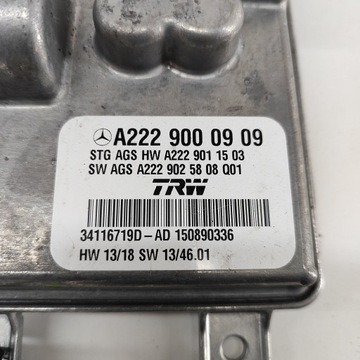 A222 900 09 09
STG AGS HW A222 901 15 03
SW AGS A222 902 58 08 Q01
TRW
34116719D-AD 150890336
HW 13/18 SW 13/46.01